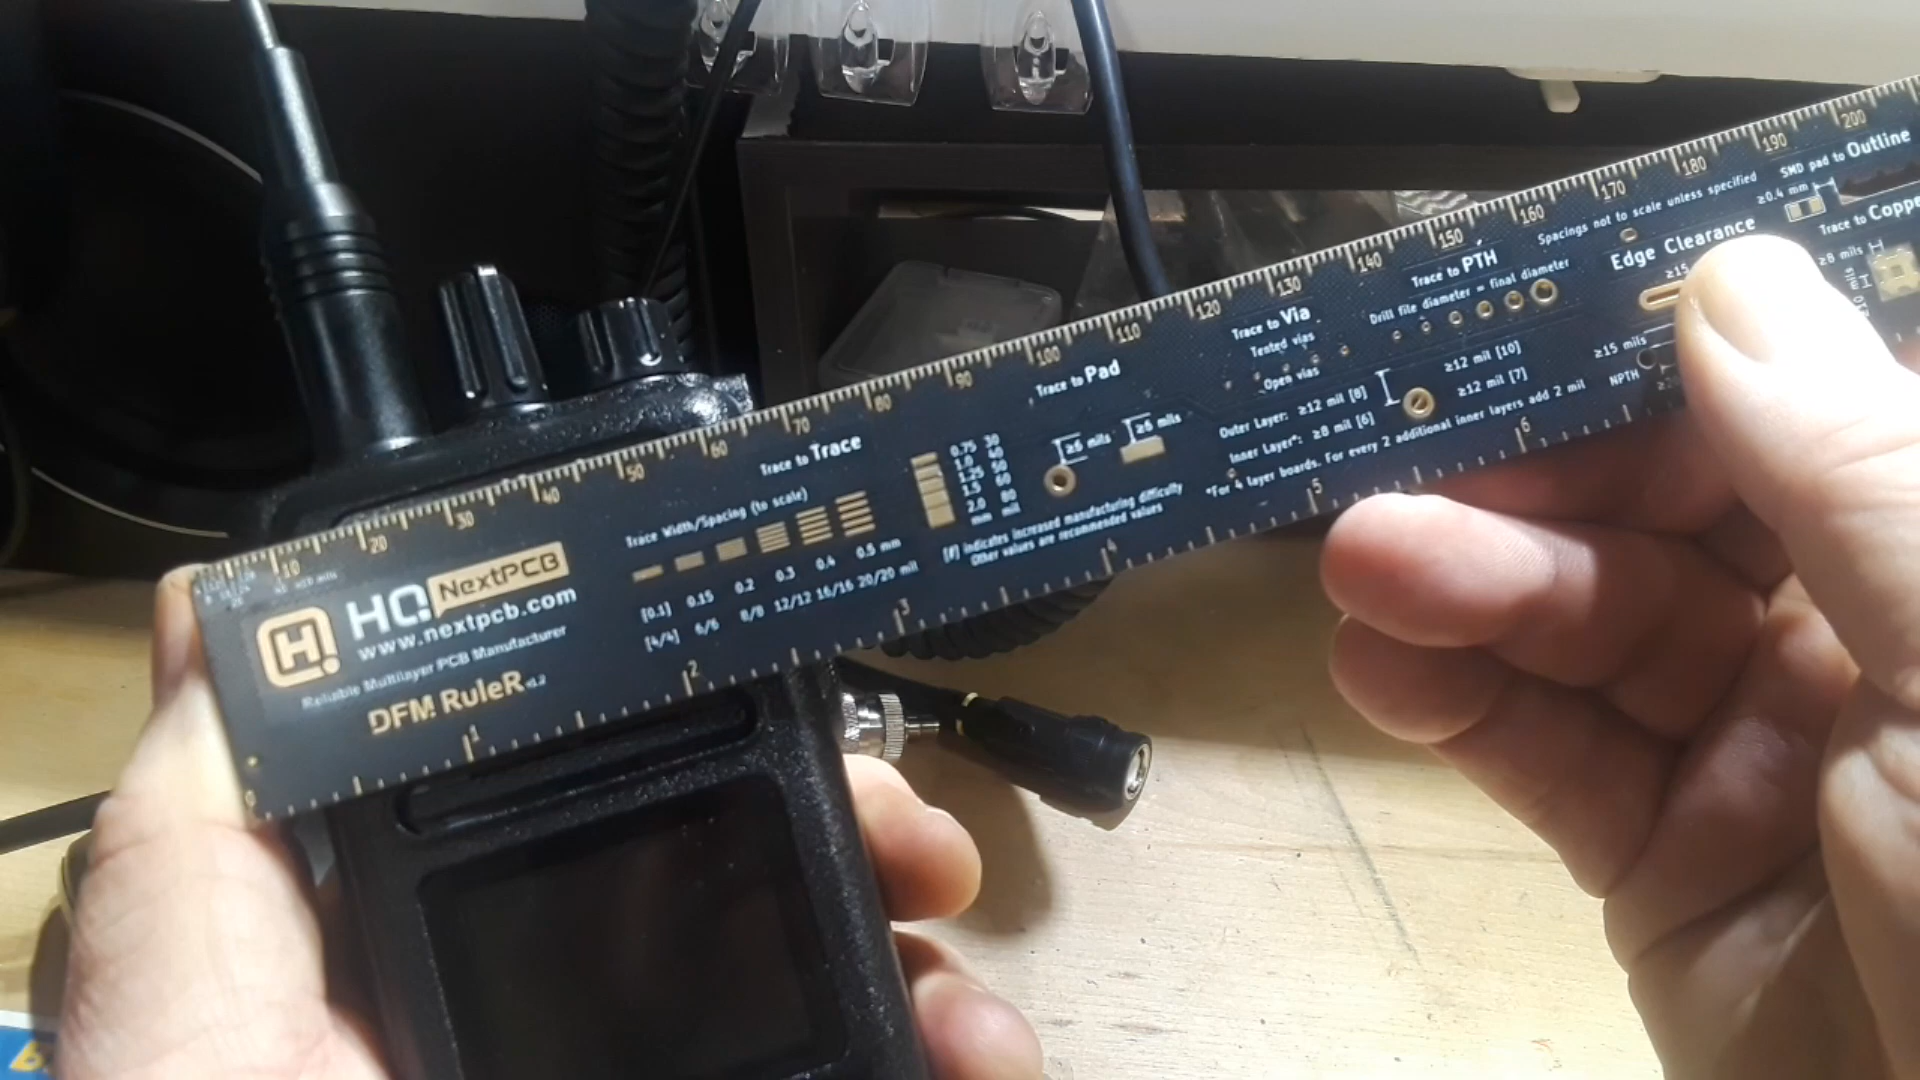 10 20 30 40 50 60 70 80 90 100 110 120 130 140 150 160 170 180 190 200
HQ NextPCB
www.nextpcb.com
Reliable Multilayer PCB Manufacturer
DFM RuleR v1.2
Trace to Trace
Trace Width/Spacing (to scale)
[0.1] 0.15 0.2 0.3 0.4 0.5 mm
[4/4] 6/6 8/8 12/12 16/16 20/20 mil
0.75 30
1.0 40
1.25 50
1.5 60
2.0 80
mm mil
Trace to Pad
≥6 mils ≥6 mils
[#] indicates increased manufacturing difficulty
Other values are recommended values
Trace to Via
Tented vias
Open vias
Outer Layer: ≥12 mil [8]
Inner Layer*: ≥8 mil [6]
*For 4 layer boards. For every 2 additional inner layers add 2 mil
Trace to PTH
Drill file diameter = final diameter
≥12 mil [10]
≥12 mil [7]
Spacings not to scale unless specified
Edge Clearance
≥15
≥15 mils
NPTH
SMD pad to Outline
≥0.4 mm
Trace to Coppe
≥8 mils
0 1 2 3 4 5 6